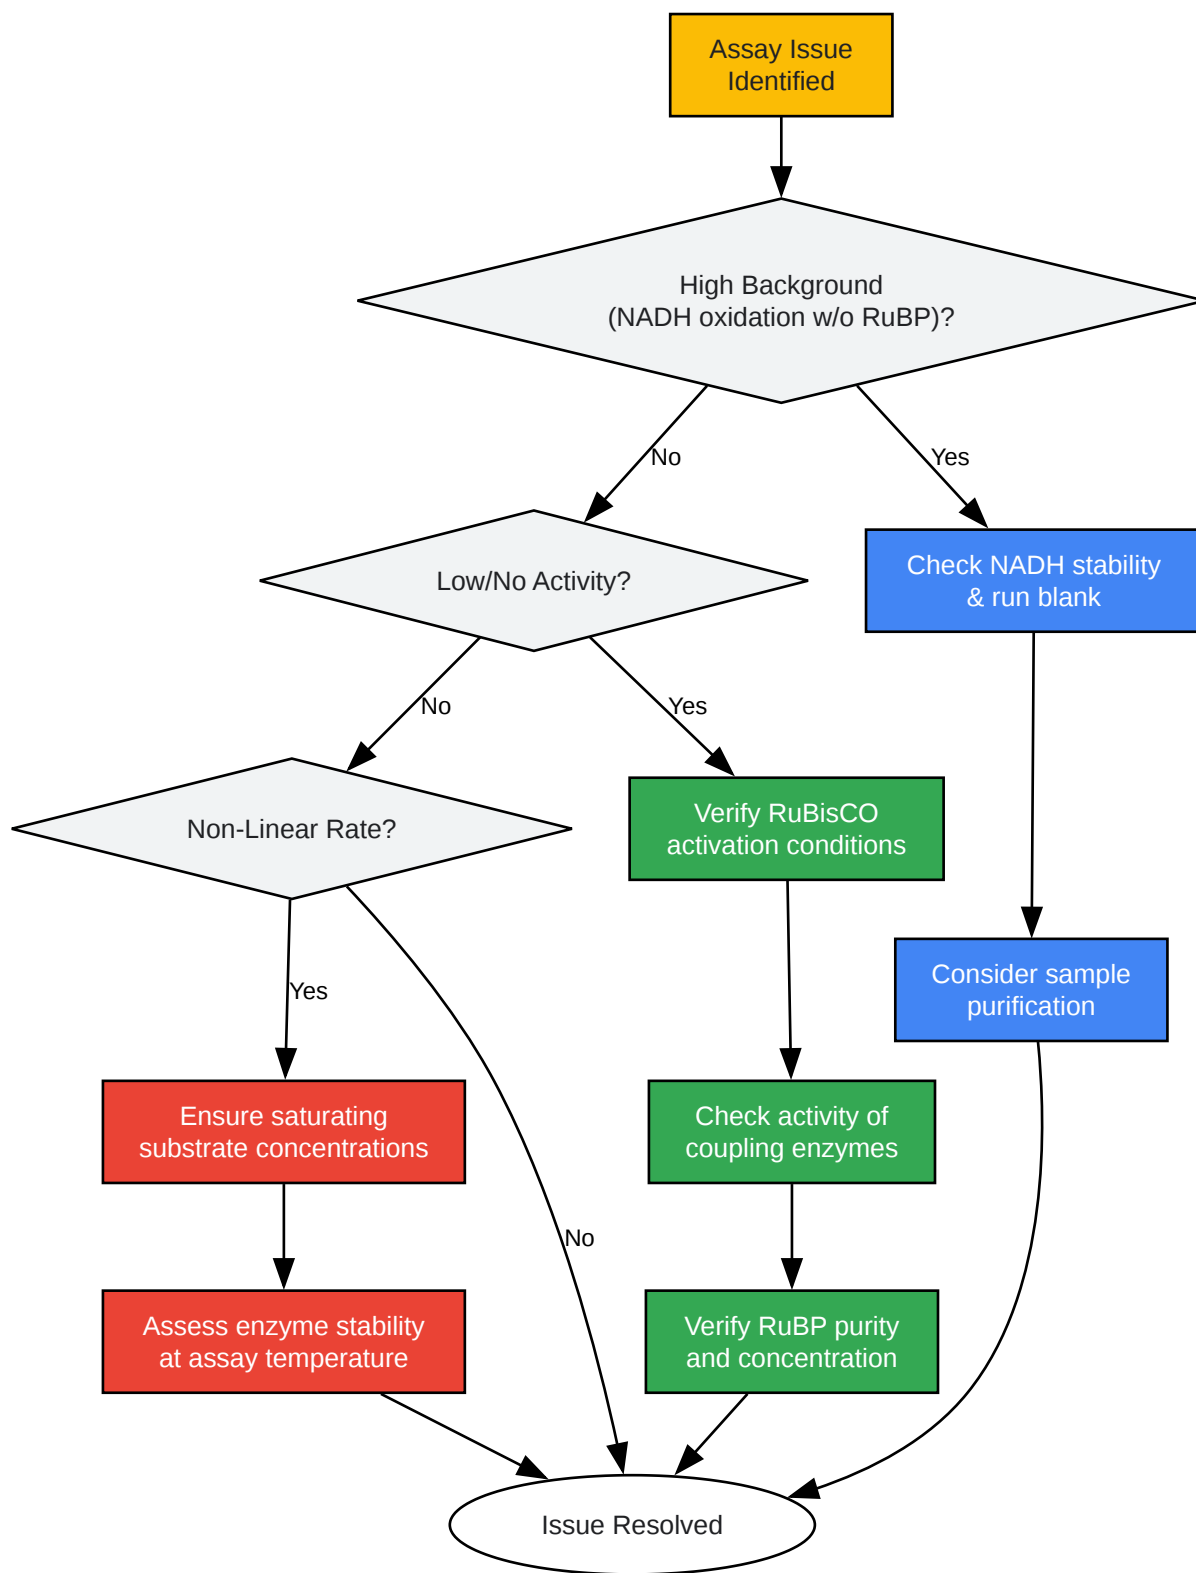 Assay Issue
Identified
High Background
(NADH oxidation w/o RuBP)?
No
Yes
Low/No Activity?
Check NADH stability
& run blank
No
Yes
Non-Linear Rate?
Verify RuBisCO
activation conditions
Consider sample
purification
Yes
Ensure saturating
substrate concentrations
Check activity of
coupling enzymes
No
Assess enzyme stability
at assay temperature
Verify RuBP purity
and concentration
Issue Resolved